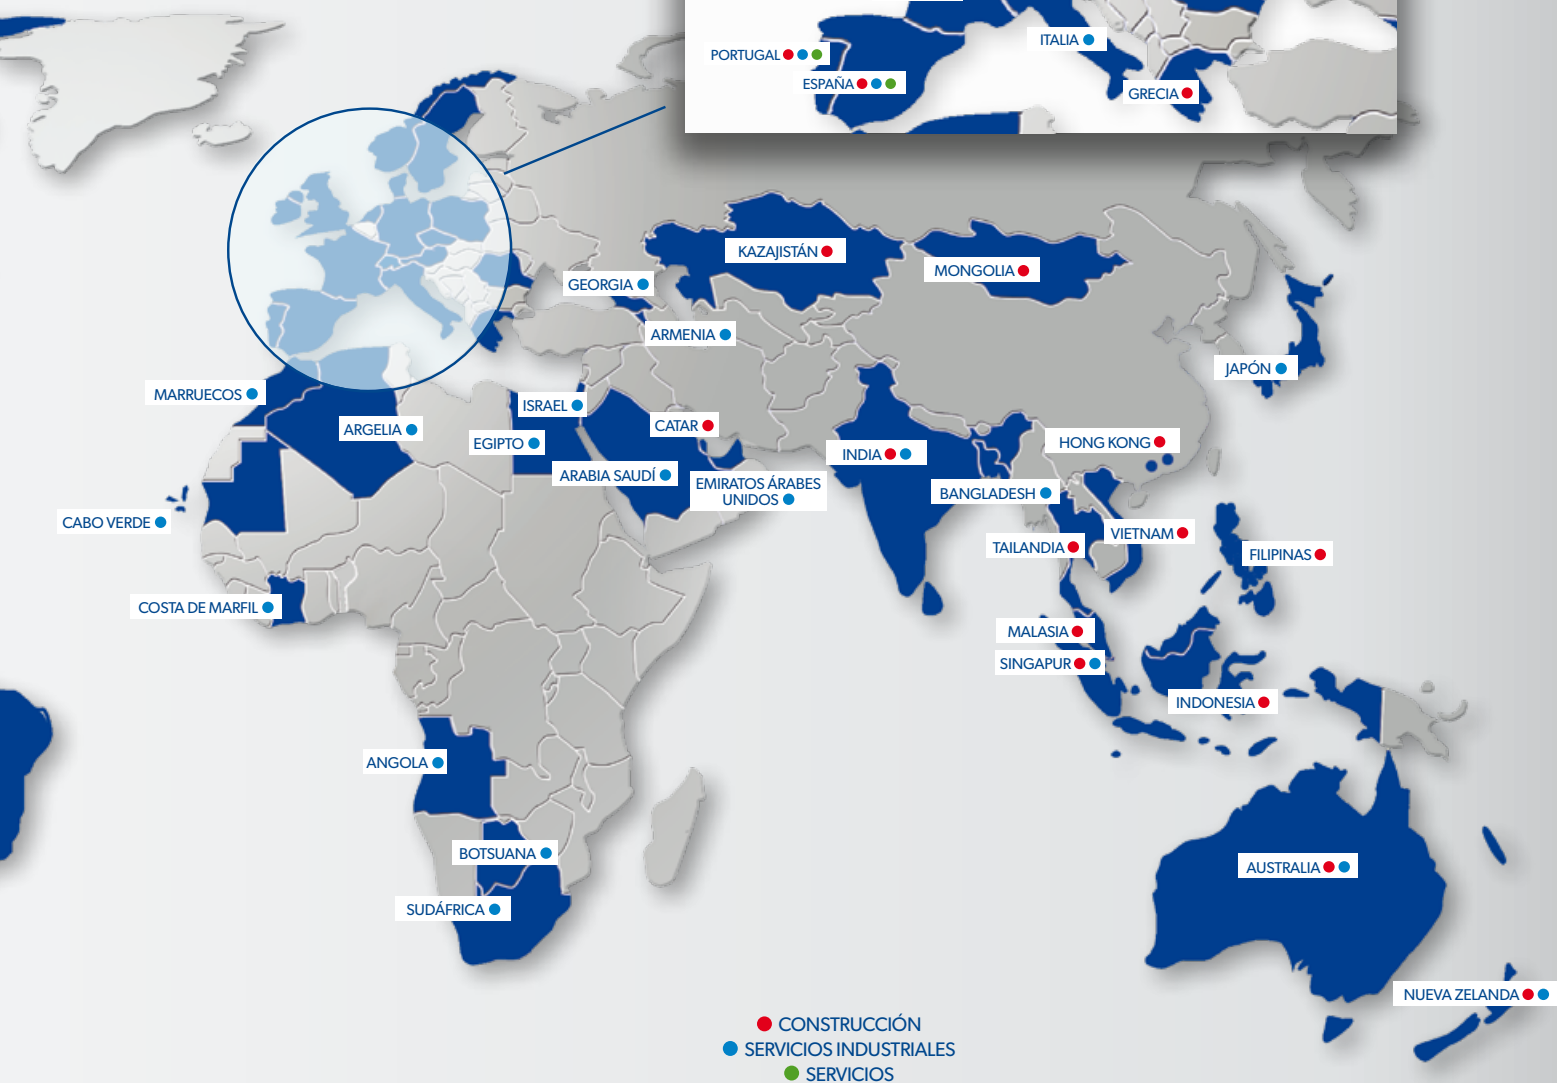 ITALIA
PORTUGAL
ESPAÑA
GRECIA
KAZAJISTÁN
MONGOLIA
GEORGIA
ARMENIA
JAPÓN
MARRUECOS
ISRAEL
ARGELIA
CATAR
EGIPTO
HONG KONG
INDIA
ARABIA SAUDÍ
EMIRATOS ÁRABES
UNIDOS
BANGLADESH
CABO VERDE
VIETNAM
TAILANDIA
FILIPINAS
COSTA DE MARFIL
MALASIA
SINGAPUR
INDONESIA
ANGOLA
BOTSUANA
AUSTRALIA
SUDÁFRICA
NUEVA ZELANDA
CONSTRUCCIÓN
SERVICIOS INDUSTRIALES
SERVICIOS